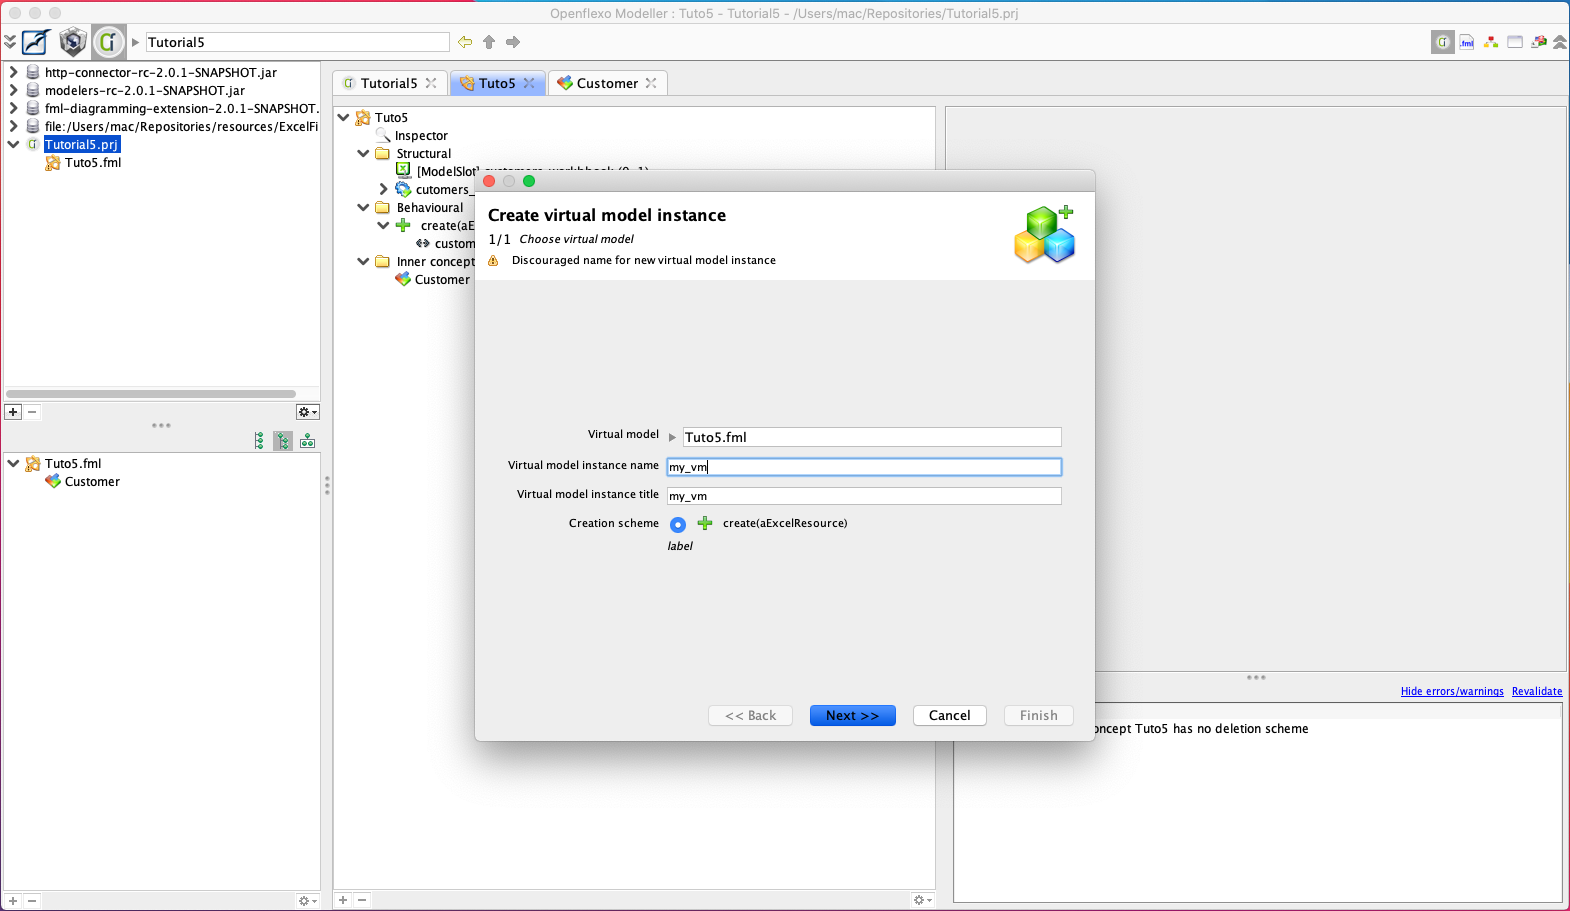 Openflexo Modeller : Tuto5 - Tutorial5 - /Users/mac/Repositories/Tutorial5.prj
Tutorial5
.fml
http-connector-rc-2.0.1-SNAPSHOT.jar
modelers-rc-2.0.1-SNAPSHOT.jar
fml-diagramming-extension-2.0.1-SNAPSHOT.
file:/Users/mac/Repositories/resources/ExcelFi
Tutorial5.prj
Tuto5.fml
Tuto5.fml
Customer
Tutorial5
Tuto5
Customer
Tuto5
Inspector
Structural
[ModelSlot]
cutomers_
Behavioural
create(aE
custom
Inner concept
Customer
Create virtual model instance
1/1 Choose virtual model
Discouraged name for new virtual model instance
Virtual model Tuto5.fml
Virtual model instance name my_vm
Virtual model instance title my_vm
Creation scheme create(aExcelResource)
label
<< Back Next >> Cancel Finish
Hide errors/warnings Revalidate
oncept Tuto5 has no deletion scheme